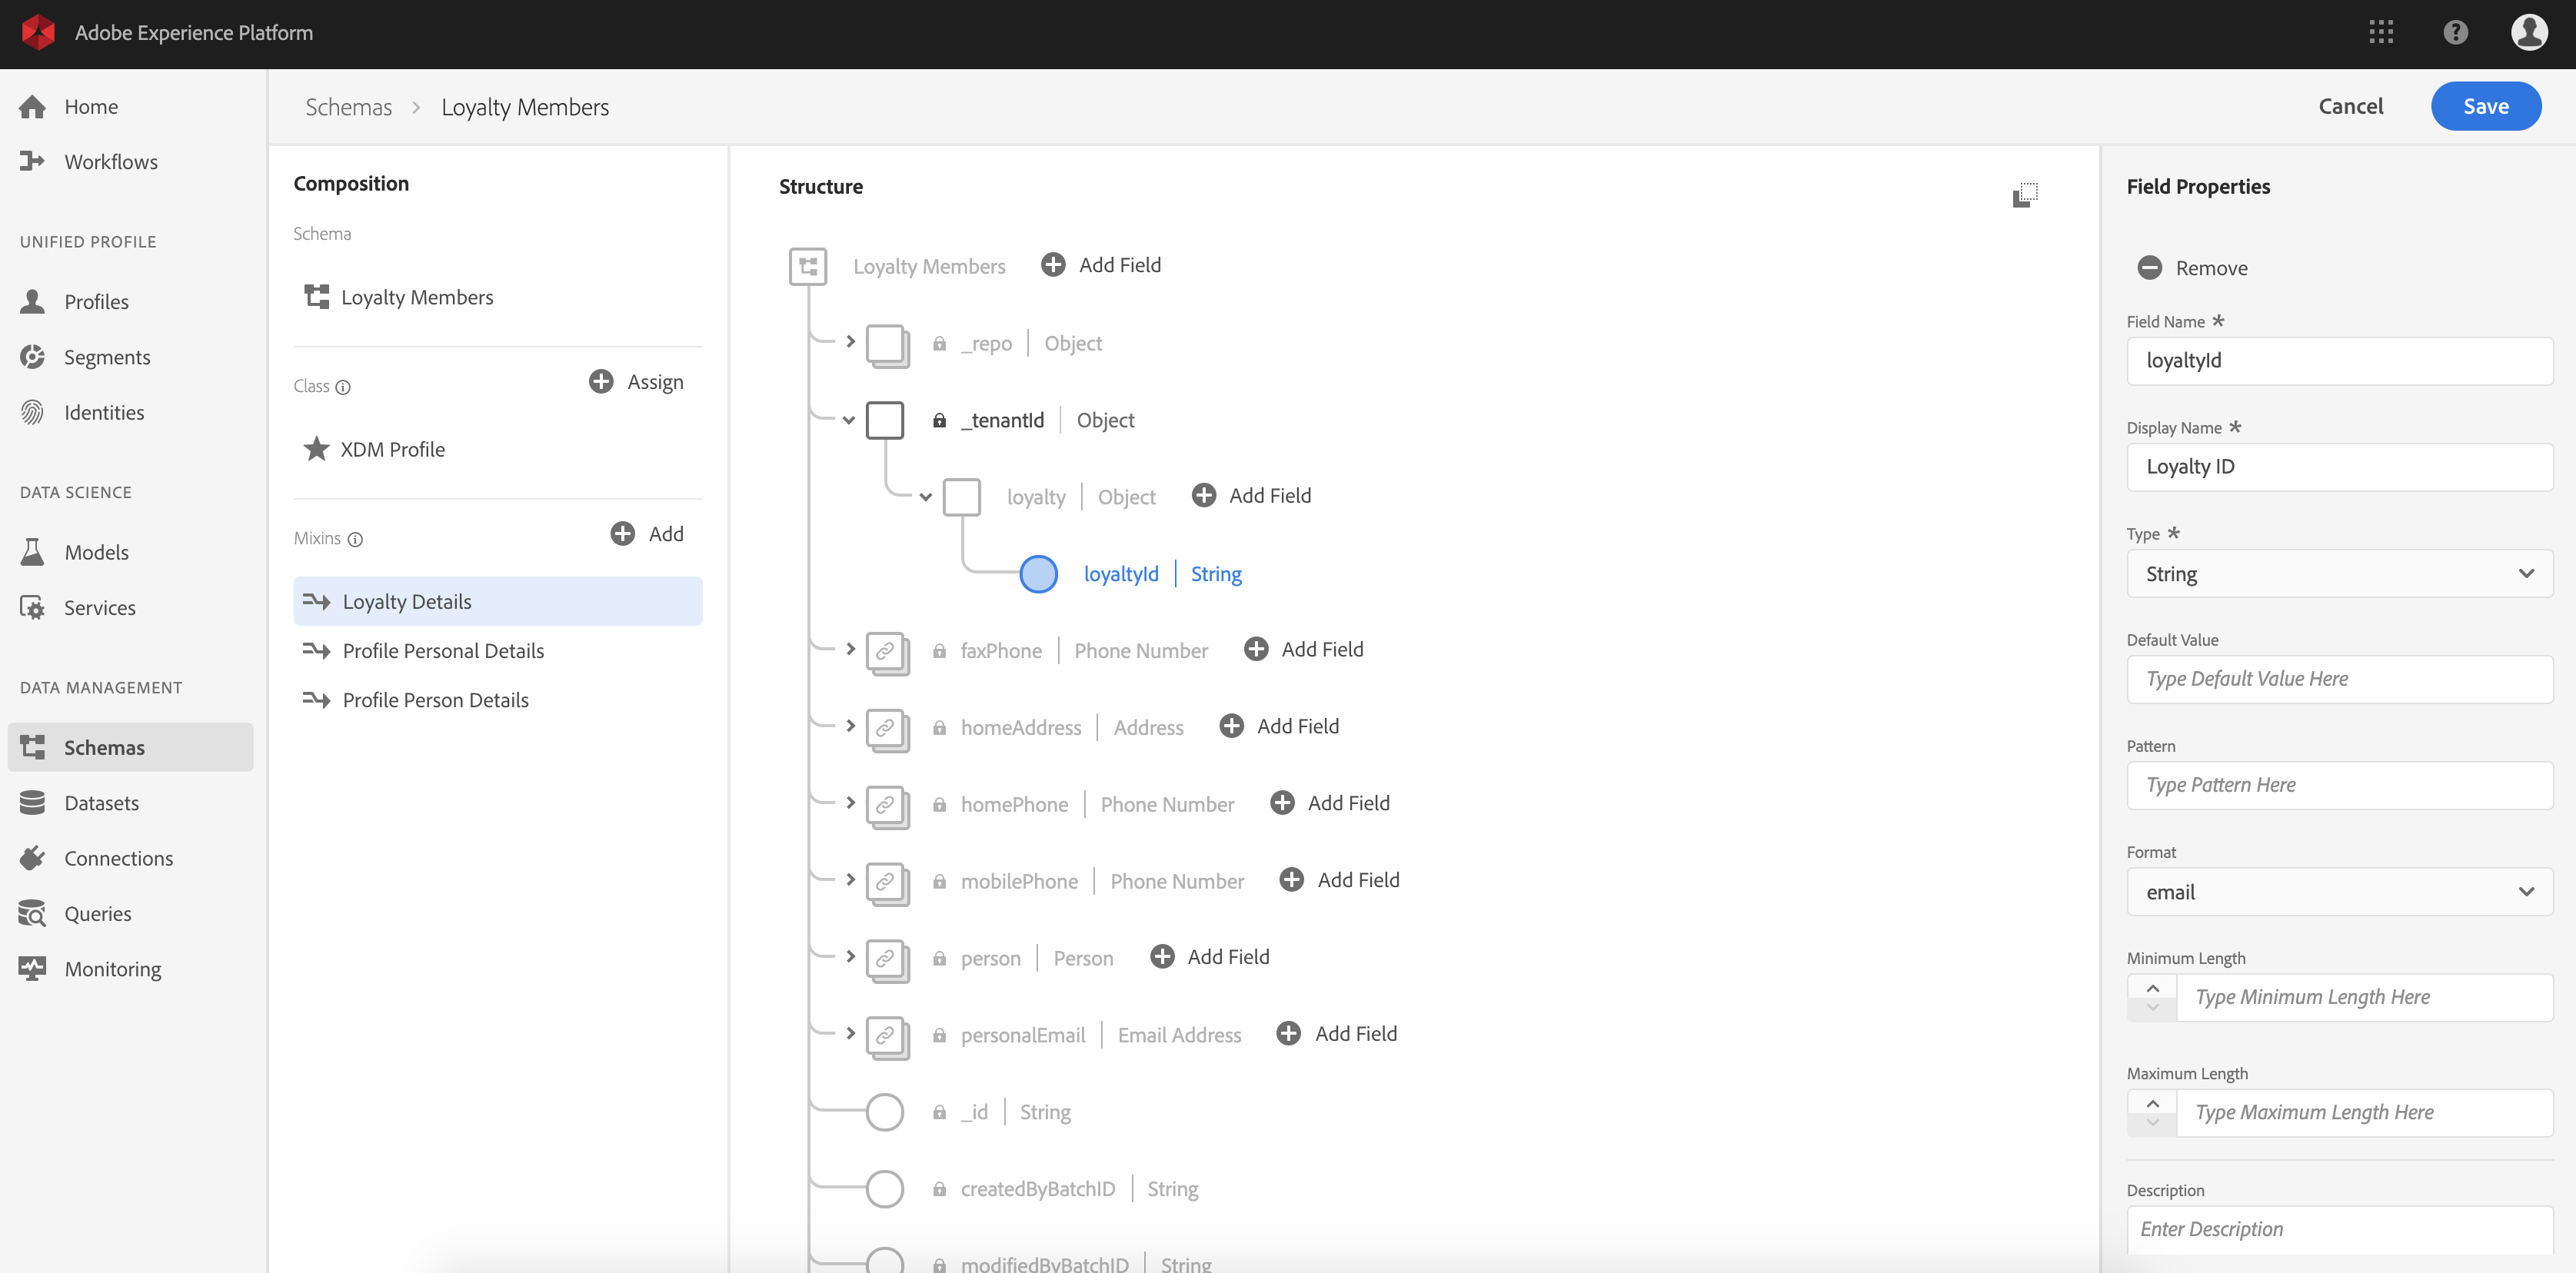 Adobe Experience Platform
Home
Workflows
UNIFIED PROFILE
Profiles
Segments
Identities
DATA SCIENCE
Models
Services
DATA MANAGEMENT
Schemas
Datasets
Connections
Queries
Monitoring
Schemas > Loyalty Members
Cancel
Save
Composition
Schema
Loyalty Members
Class
Assign
XDM Profile
Mixins
Add
Loyalty Details
Profile Personal Details
Profile Person Details
Structure
Loyalty Members Add Field
_repo | Object
_tenantId | Object
loyalty | Object Add Field
loyaltyId | String
faxPhone | Phone Number Add Field
homeAddress | Address Add Field
homePhone | Phone Number Add Field
mobilePhone | Phone Number Add Field
person | Person Add Field
personalEmail | Email Address Add Field
_id | String
createdByBatchID | String
modifiedByBatchID | String
Field Properties
Remove
Field Name *
loyaltyId
Display Name *
Loyalty ID
Type *
String
Default Value
Type Default Value Here
Pattern
Type Pattern Here
Format
email
Minimum Length
Type Minimum Length Here
Maximum Length
Type Maximum Length Here
Description
Enter Description